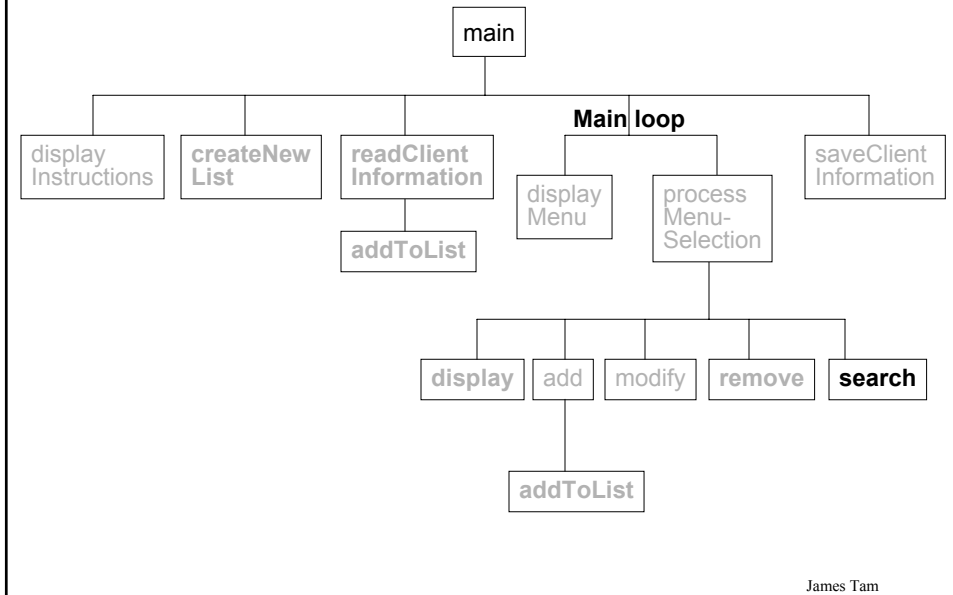 main
Main loop
display
Instructions
createNew
List
readClient
Information
display
Menu
process
Menu-
Selection
saveClient
Information
addToList
display
add
modify
remove
search
addToList
James Tam